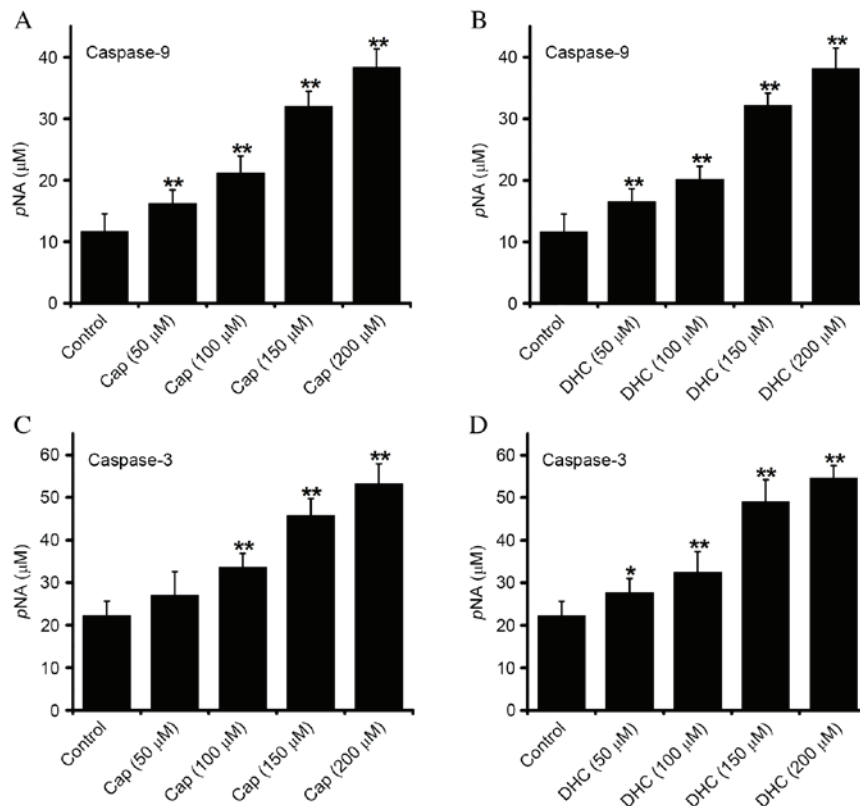 A
Caspase-9
pNA (µM)
40
30
20
10
0
**
**
**
**
Control
Cap (50 µM)
Cap (100 µM)
Cap (150 µM)
Cap (200 µM)
B
Caspase-9
pNA (µM)
40
30
20
10
0
**
**
**
**
Control
DHC (50 µM)
DHC (100 µM)
DHC (150 µM)
DHC (200 µM)
C
Caspase-3
pNA (µM)
60
50
40
30
20
10
0
**
**
**
Control
Cap (50 µM)
Cap (100 µM)
Cap (150 µM)
Cap (200 µM)
D
Caspase-3
pNA (µM)
60
50
40
30
20
10
0
*
**
**
**
Control
DHC (50 µM)
DHC (100 µM)
DHC (150 µM)
DHC (200 µM)